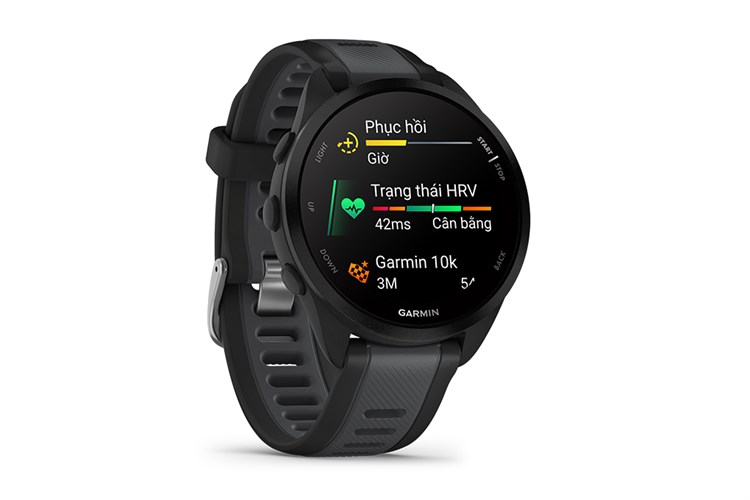 LIGHT
Phục hồi
START
STOP
Giờ
UP
Trạng thái HRV
42ms
Cân bằng
DOWN
BACK
Garmin 10k
3M
GARMIN